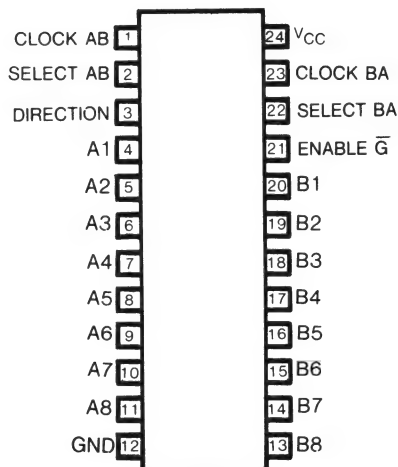 CLOCK AB 1 24 VCC
SELECT AB 2 23 CLOCK BA
DIRECTION 3 22 SELECT BA
A1 4 21 ENABLE G̅
A2 5 20 B1
A3 6 19 B2
A4 7 18 B3
A5 8 17 B4
A6 9 16 B5
A7 10 15 B6
A8 11 14 B7
GND 12 13 B8